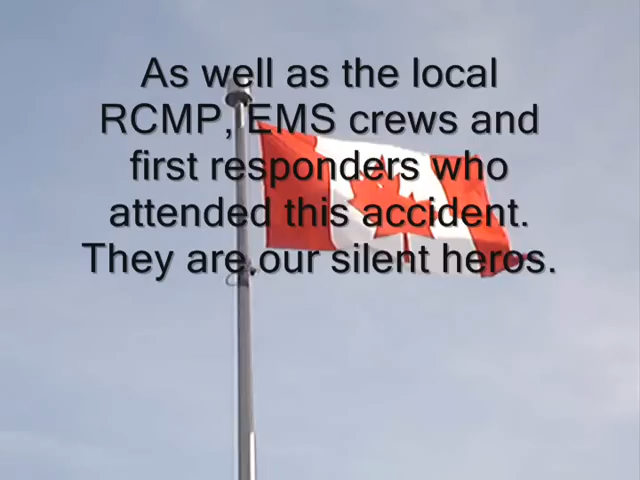 As well as the local
RCMP, EMS crews and
first responders who
attended this accident.
They are our silent heros.